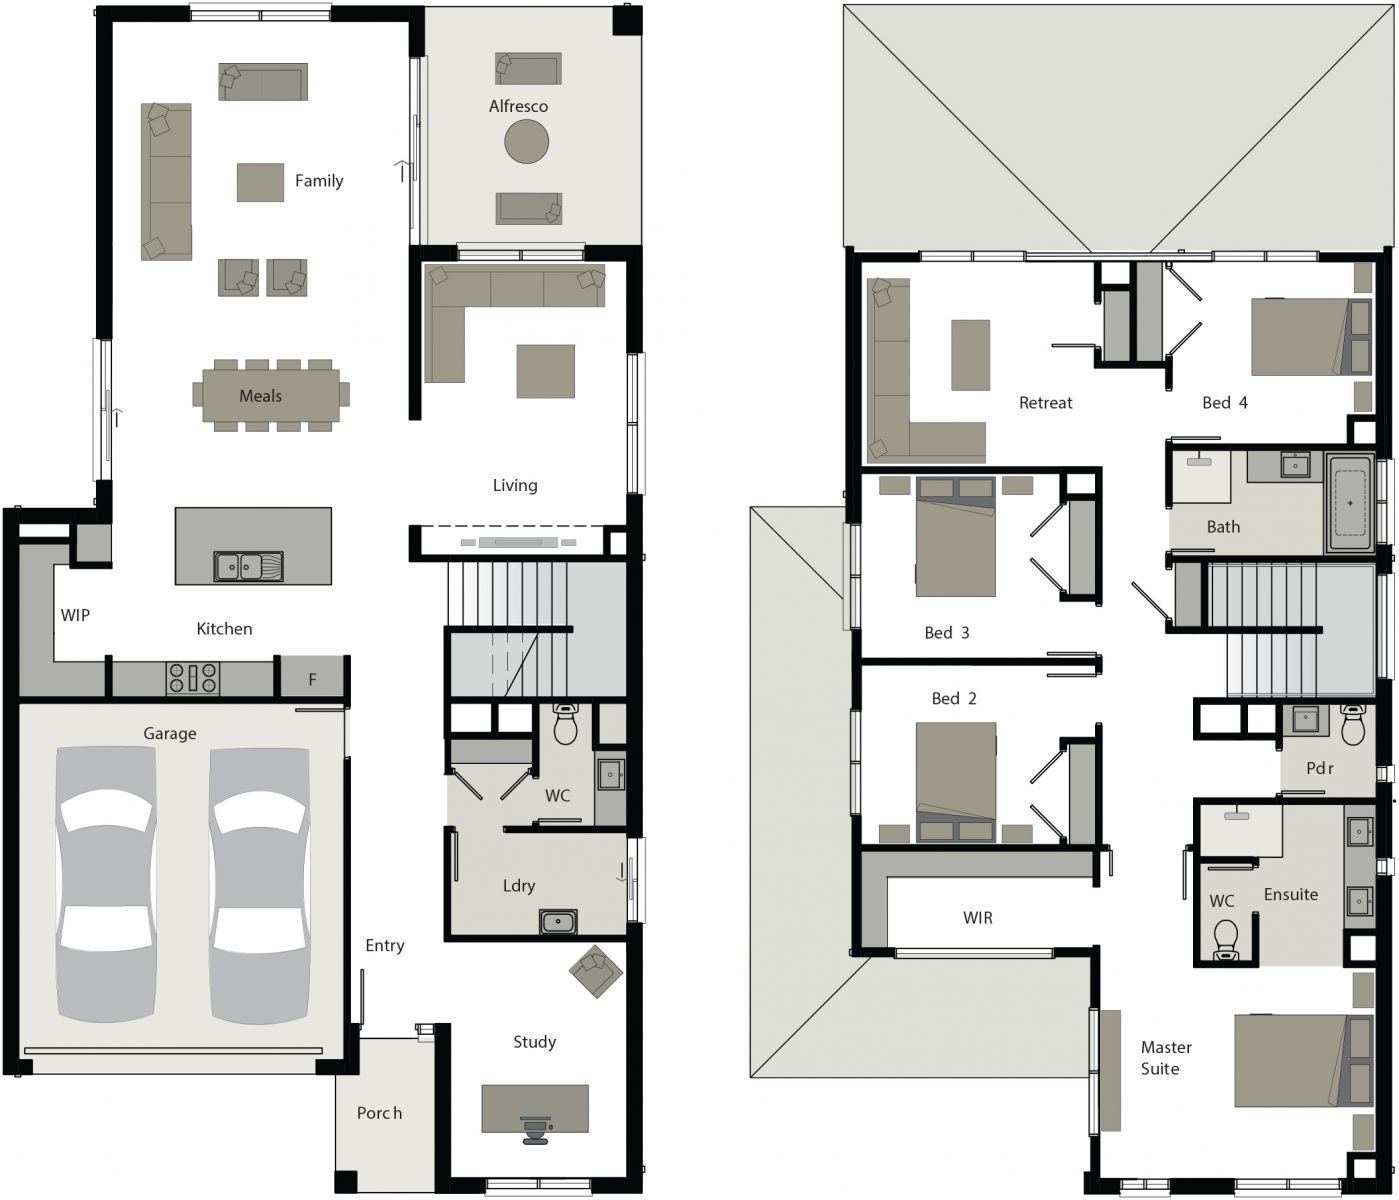 Alfresco
Family
Meals
Living
WIP
Kitchen
F
Garage
WC
Ldry
Entry
Study
Porch
Retreat
Bed 4
Bath
Bed 3
Bed 2
Pdr
Ensuite
WC
WIR
Master
Suite